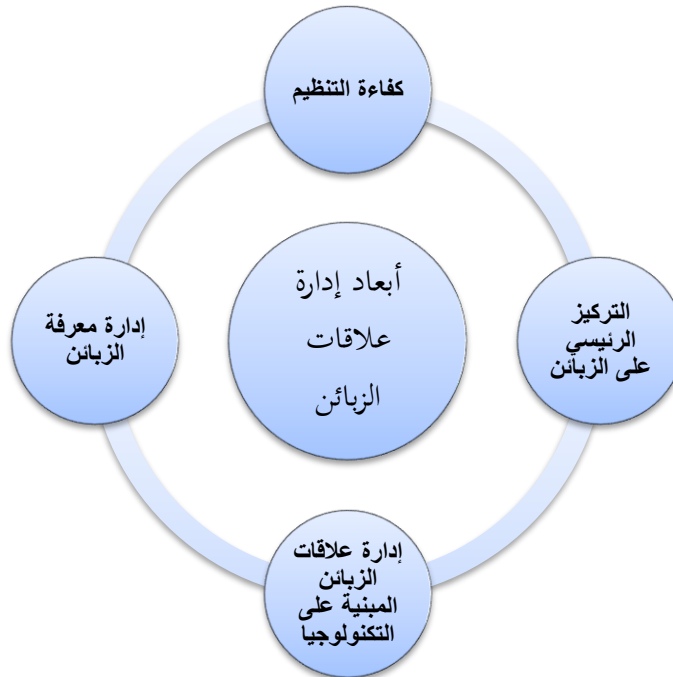 كفاءة التنظيم
التركيز
الرئيسي
على الزبائن
أبعاد إدارة
علاقات
الزبائن
إدارة معرفة
الزبائن
إدارة علاقات
الزبائن
المبنية على
التكنولوجيا